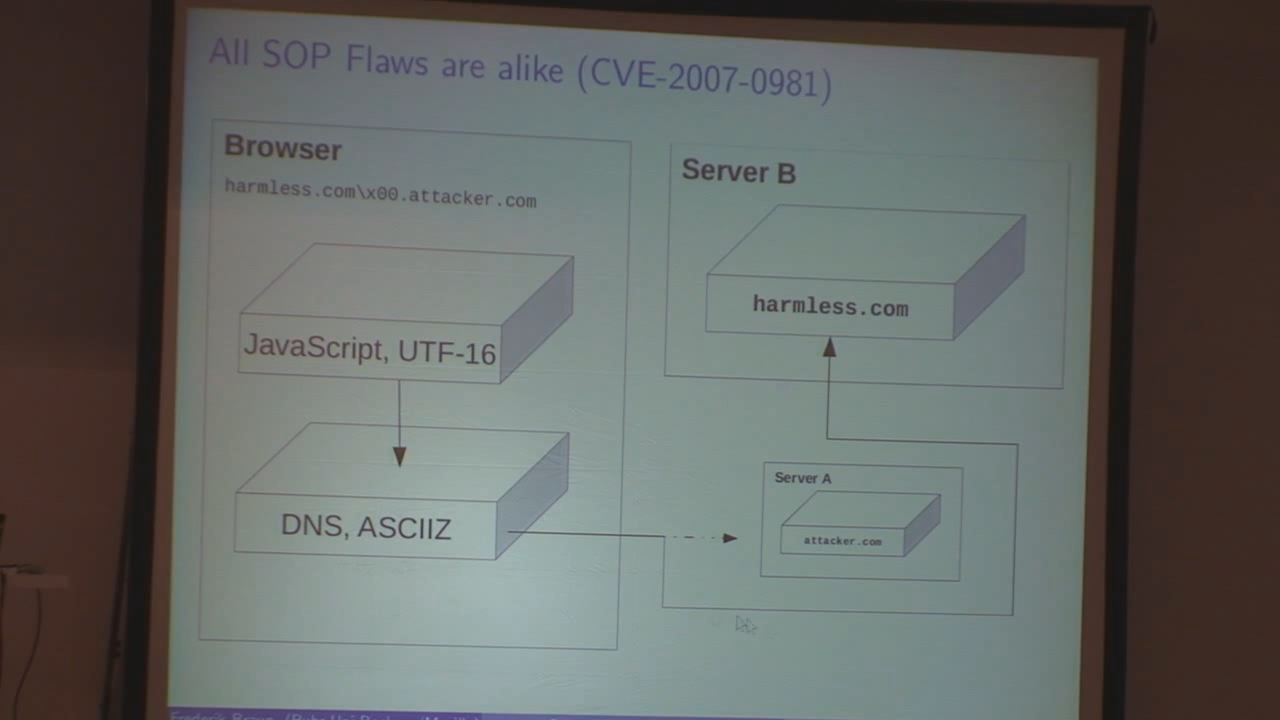 All SOP Flaws are alike (CVE-2007-0981)
Browser
harmless.com\x00.attacker.com
JavaScript, UTF-16
DNS, ASCIIZ
Server B
harmless.com
Server A
attacker.com